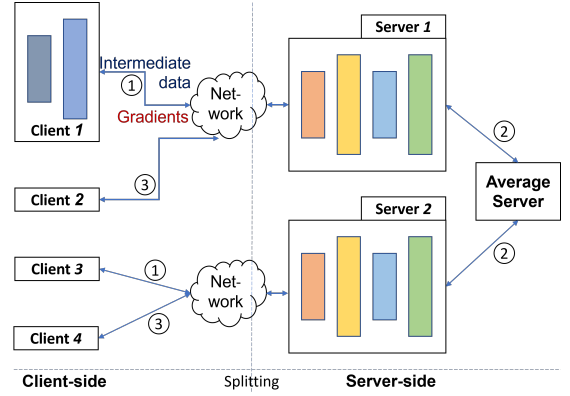 Server 1
Intermediate
data
1
Net-
work
Gradients
Client 1
2
3
Client 2
Average
Server
Server 2
2
Client 3
1
Net-
work
3
Client 4
Client-side
Splitting
Server-side